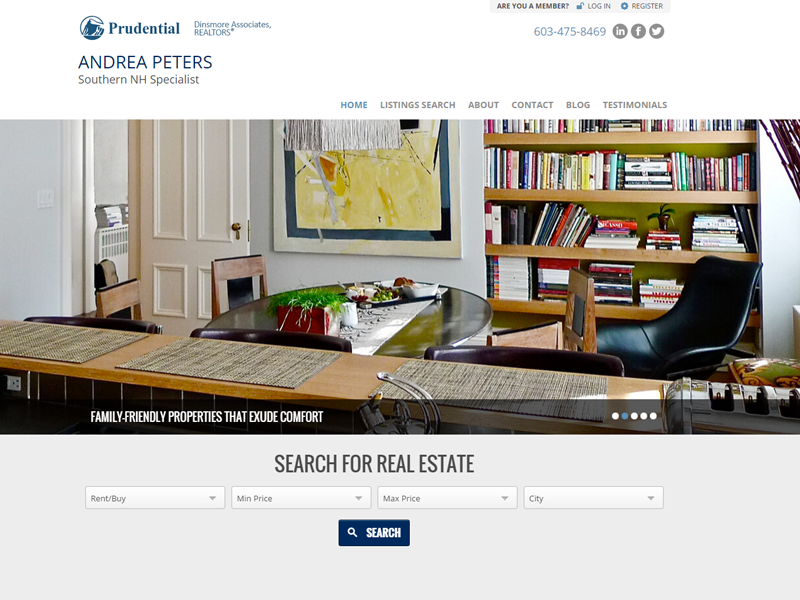 ARE YOU A MEMBER? LOG IN REGISTER
Prudential
Dinsmore Associates,
REALTORS®
603-475-8469
ANDREA PETERS
Southern NH Specialist
HOME LISTINGS SEARCH ABOUT CONTACT BLOG TESTIMONIALS
PICASSO
FAMILY-FRIENDLY PROPERTIES THAT EXUDE COMFORT
SEARCH FOR REAL ESTATE
Rent/Buy Min Price Max Price City
SEARCH